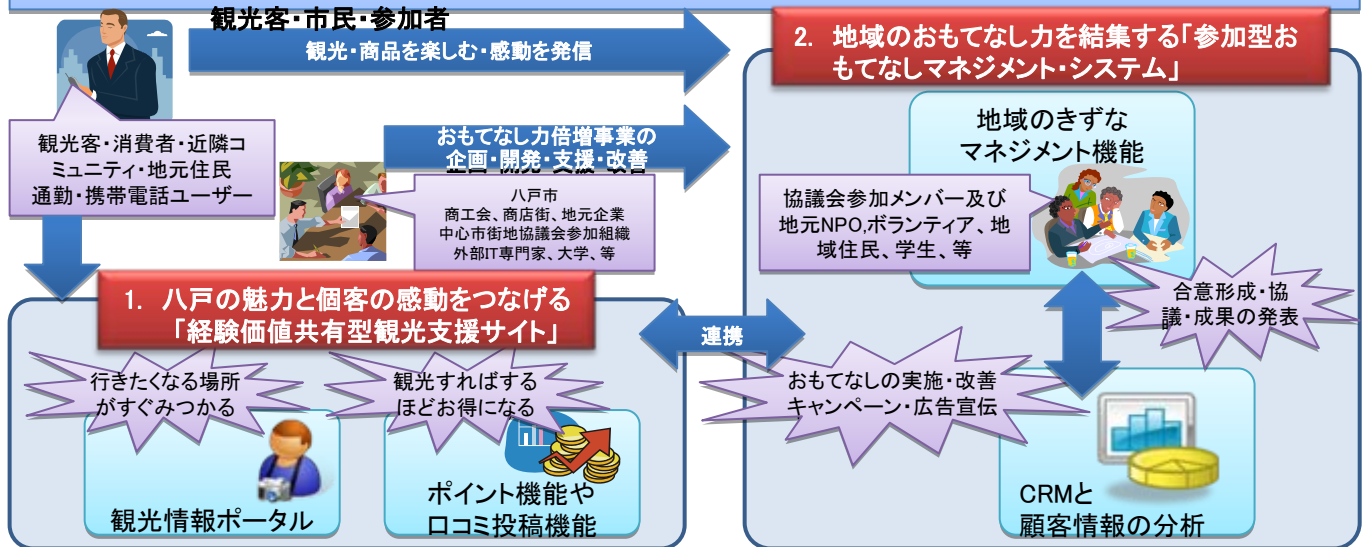 観光客・市民・参加者
観光・商品を楽しむ・感動を発信
観光客・消費者・近隣コ
ミュニティ・地元住民
通勤・携帯電話ユーザー
おもてなし力倍増事業の
企画・開発・支援・改善
八戸市
商工会、商店街、地元企業
中心市街地協議会参加組織
外部IT専門家、大学、等
1. 八戸の魅力と個客の感動をつなげる
「経験価値共有型観光支援サイト」
行きたくなる場所
がすぐみつかる
観光すればする
ほどお得になる
観光情報ポータル
ポイント機能や
口コミ投稿機能
連携
2. 地域のおもてなし力を結集する「参加型お
もてなしマネジメント・システム」
地域のきずな
マネジメント機能
協議会参加メンバー及び
地元NPO,ボランティア、地
域住民、学生、等
合意形成・協
議・成果の発表
おもてなしの実施・改善
キャンペーン・広告宣伝
CRMと
顧客情報の分析